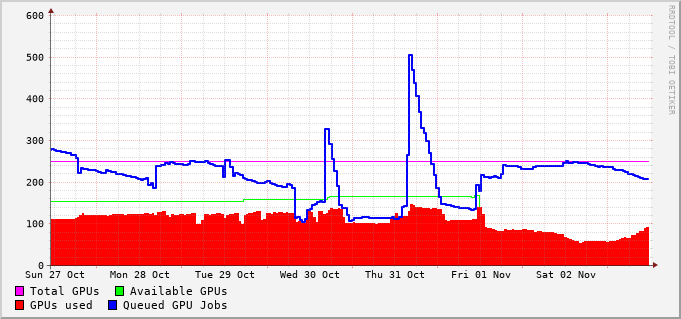 600
500
400
300
200
100
0
Sun 27 Oct Mon 28 Oct Tue 29 Oct Wed 30 Oct Thu 31 Oct Fri 01 Nov Sat 02 Nov
Total GPUs Available GPUs
GPUs used Queued GPU Jobs
RRDTOOL / TOBI OETIKER